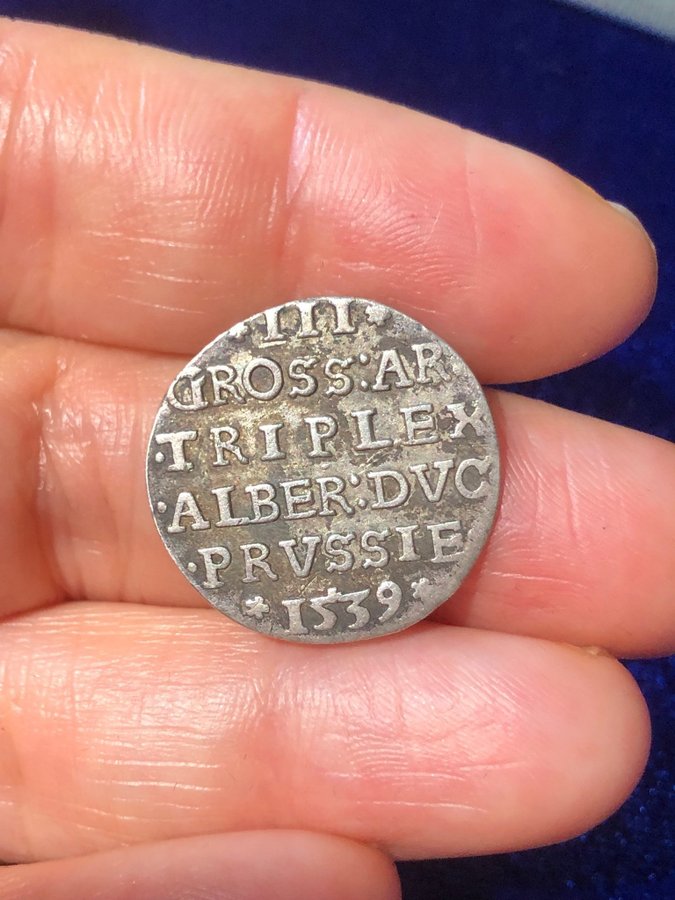 * III *
GROSS:AR
·TRIPLEX
·ALBER:DVC
·PRVSSIE
* 1539 *